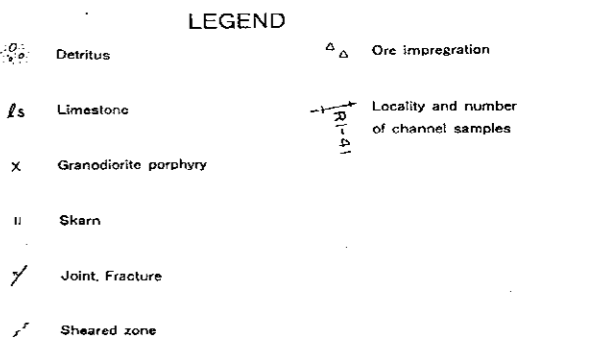 LEGEND
Detritus
ls Limestone
x Granodiorite porphyry
Skarn
Joint, Fracture
Sheared zone
Ore impregration
R1-41
Locality and number
of channel samples